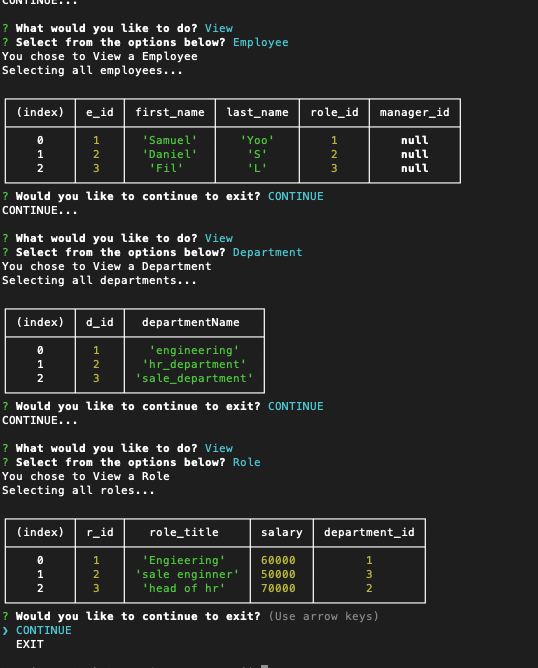 CONTINUE...
? What would you like to do? View
? Select from the options below? Employee
You chose to View a Employee
Selecting all employees...
(index) e_id first_name last_name role_id manager_id
0 1 'Samuel' 'Yoo' 1 null
1 2 'Daniel' 'S' 2 null
2 3 'Fil' 'L' 3 null
? Would you like to continue to exit? CONTINUE
CONTINUE...
? What would you like to do? View
? Select from the options below? Department
You chose to View a Department
Selecting all departments...
(index) d_id departmentName
0 1 'engineering'
1 2 'hr_department'
2 3 'sale_department'
? Would you like to continue to exit? CONTINUE
CONTINUE...
? What would you like to do? View
? Select from the options below? Role
You chose to View a Role
Selecting all roles...
(index) r_id role_title salary department_id
0 1 'Engieering' 60000 1
1 2 'sale enginner' 50000 3
2 3 'head of hr' 70000 2
? Would you like to continue to exit? (Use arrow keys)
❯ CONTINUE
EXIT